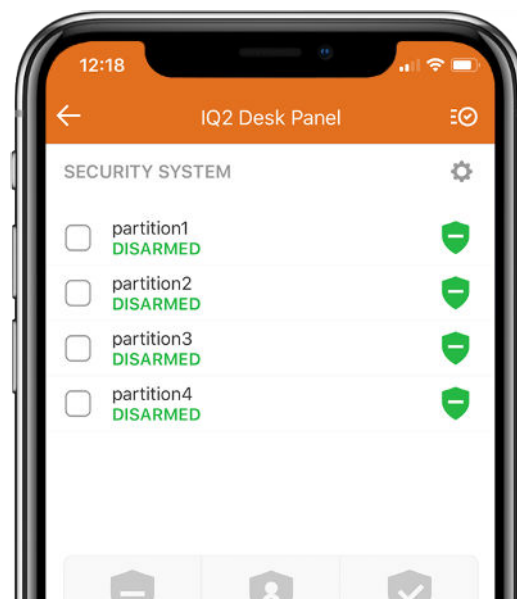 12:18
IQ2 Desk Panel
SECURITY SYSTEM
partition1
DISARMED
partition2
DISARMED
partition3
DISARMED
partition4
DISARMED